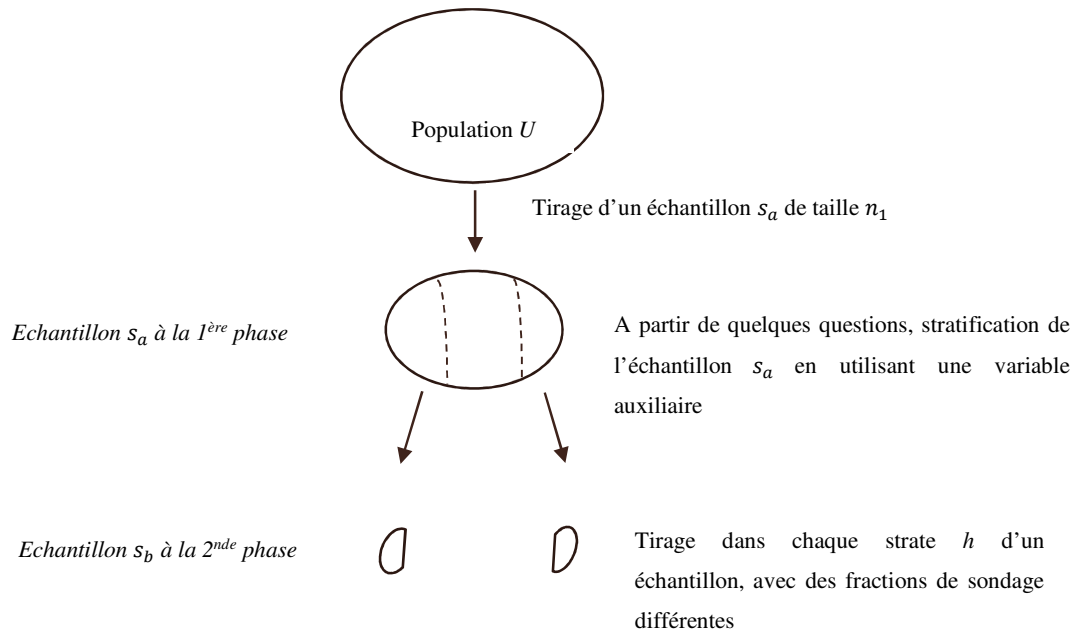 Population U
Tirage d'un échantillon s_a de taille n_1
Echantillon s_a à la 1ère phase
A partir de quelques questions, stratification de
l'échantillon s_a en utilisant une variable
auxiliaire
Echantillon s_b à la 2nde phase
Tirage dans chaque strate h d'un
échantillon, avec des fractions de sondage
différentes